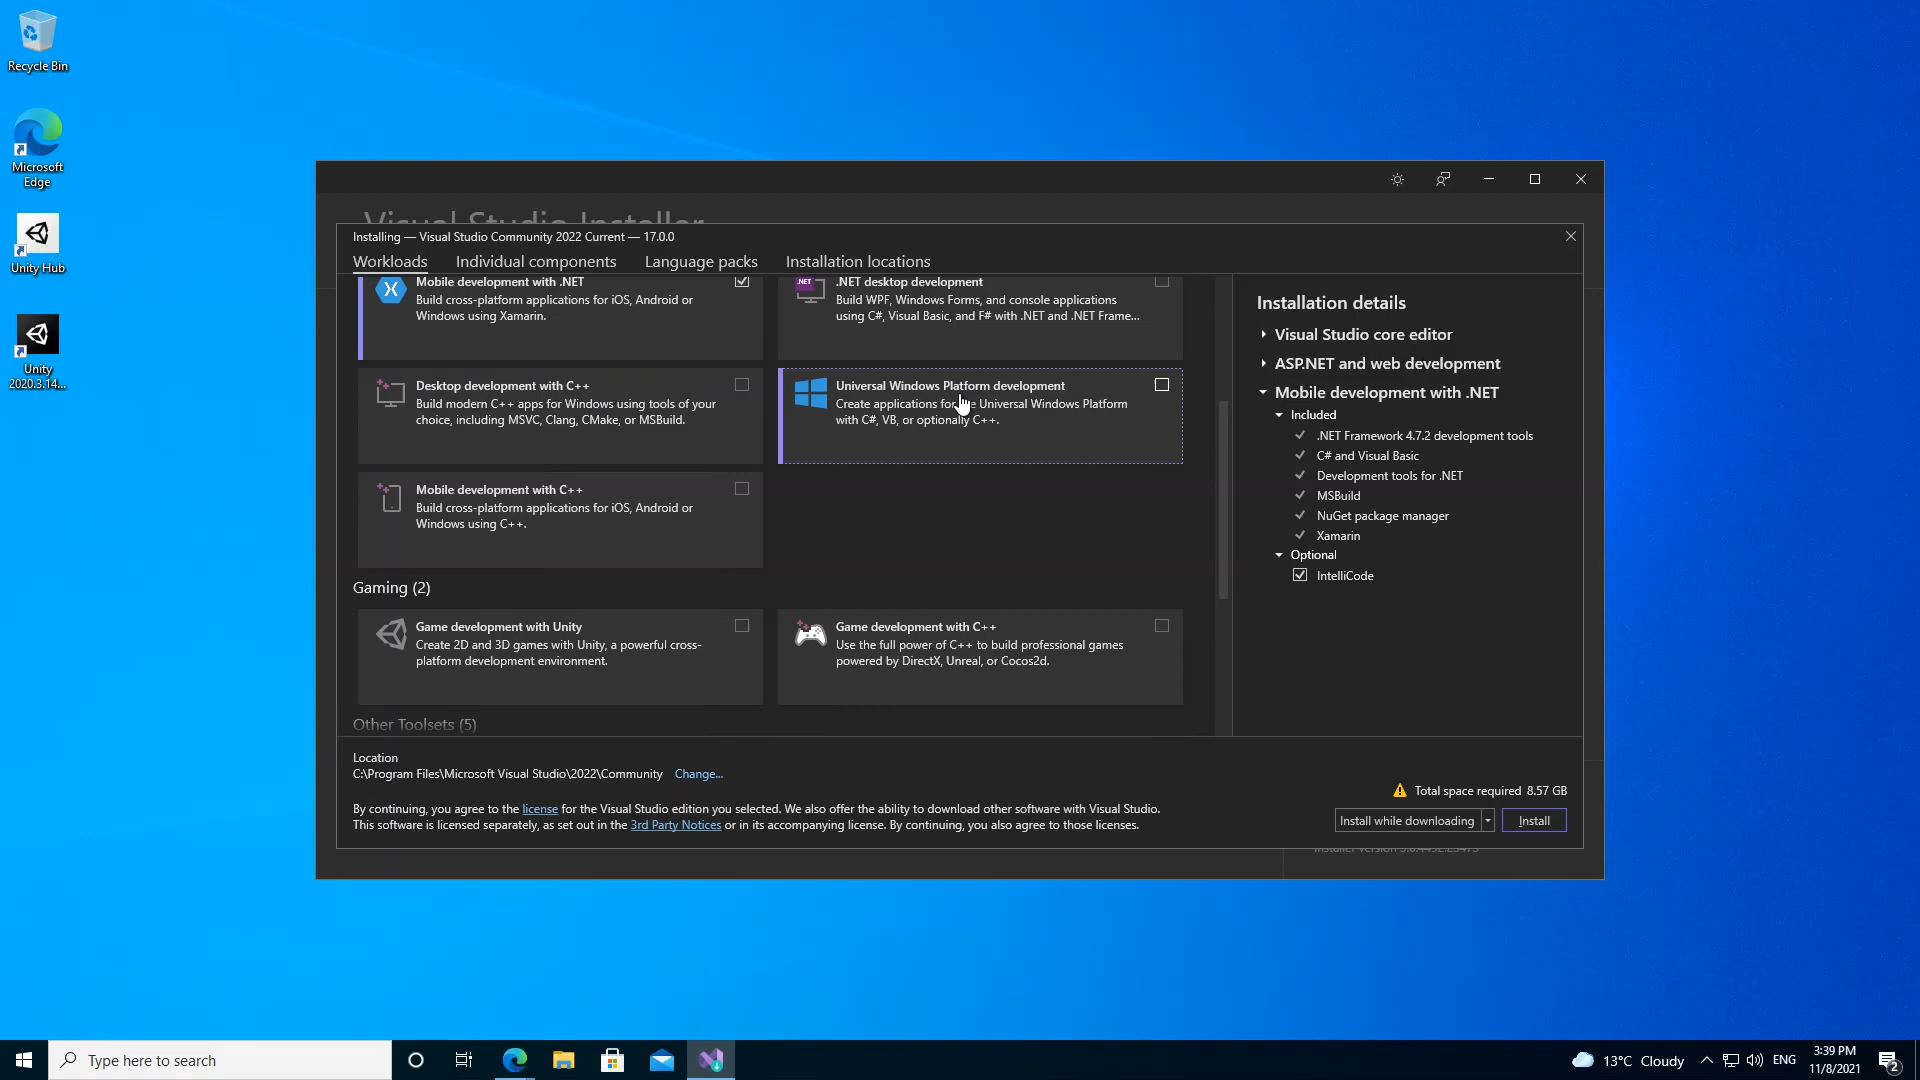 Recycle Bin
Microsoft
Edge
Unity Hub
Unity
2020.3.14...
Visual Studio Installer
Installing — Visual Studio Community 2022 Current — 17.0.0
Workloads
Individual components
Language packs
Installation locations
Mobile development with .NET
Build cross-platform applications for iOS, Android or
Windows using Xamarin.
.NET
.NET desktop development
Build WPF, Windows Forms, and console applications
using C#, Visual Basic, and F# with .NET and .NET Frame...
Desktop development with C++
Build modern C++ apps for Windows using tools of your
choice, including MSVC, Clang, CMake, or MSBuild.
Universal Windows Platform development
Create applications for Universal Windows Platform
with C#, VB, or optionally C++.
Mobile development with C++
Build cross-platform applications for iOS, Android or
Windows using C++.
Gaming (2)
Game development with Unity
Create 2D and 3D games with Unity, a powerful cross-
platform development environment.
Game development with C++
Use the full power of C++ to build professional games
powered by DirectX, Unreal, or Cocos2d.
Other Toolsets (5)
Installation details
Visual Studio core editor
ASP.NET and web development
Mobile development with .NET
Included
.NET Framework 4.7.2 development tools
C# and Visual Basic
Development tools for .NET
MSBuild
NuGet package manager
Xamarin
Optional
IntelliCode
Location
C:\Program Files\Microsoft Visual Studio\2022\Community Change...
By continuing, you agree to the license for the Visual Studio edition you selected. We also offer the ability to download other software with Visual Studio.
This software is licensed separately, as set out in the 3rd Party Notices or in its accompanying license. By continuing, you also agree to those licenses.
Total space required 8.57 GB
Install while downloading
Install
Type here to search
13°C Cloudy
ENG
3:39 PM
11/8/2021
2